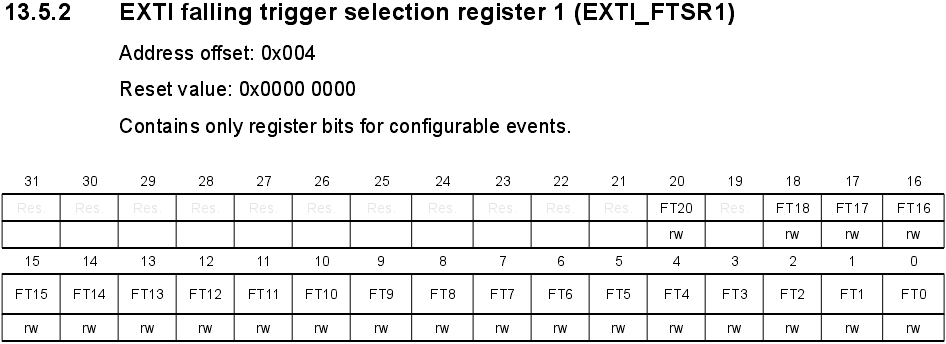 13.5.2 EXTI falling trigger selection register 1 (EXTI_FTSR1)
Address offset: 0x004
Reset value: 0x0000 0000
Contains only register bits for configurable events.
31 30 29 28 27 26 25 24 23 22 21 20 19 18 17 16
Res. Res. Res. Res. Res. Res. Res. Res. Res. Res. Res. FT20 Res. FT18 FT17 FT16
rw rw rw rw
15 14 13 12 11 10 9 8 7 6 5 4 3 2 1 0
FT15 FT14 FT13 FT12 FT11 FT10 FT9 FT8 FT7 FT6 FT5 FT4 FT3 FT2 FT1 FT0
rw rw rw rw rw rw rw rw rw rw rw rw rw rw rw rw